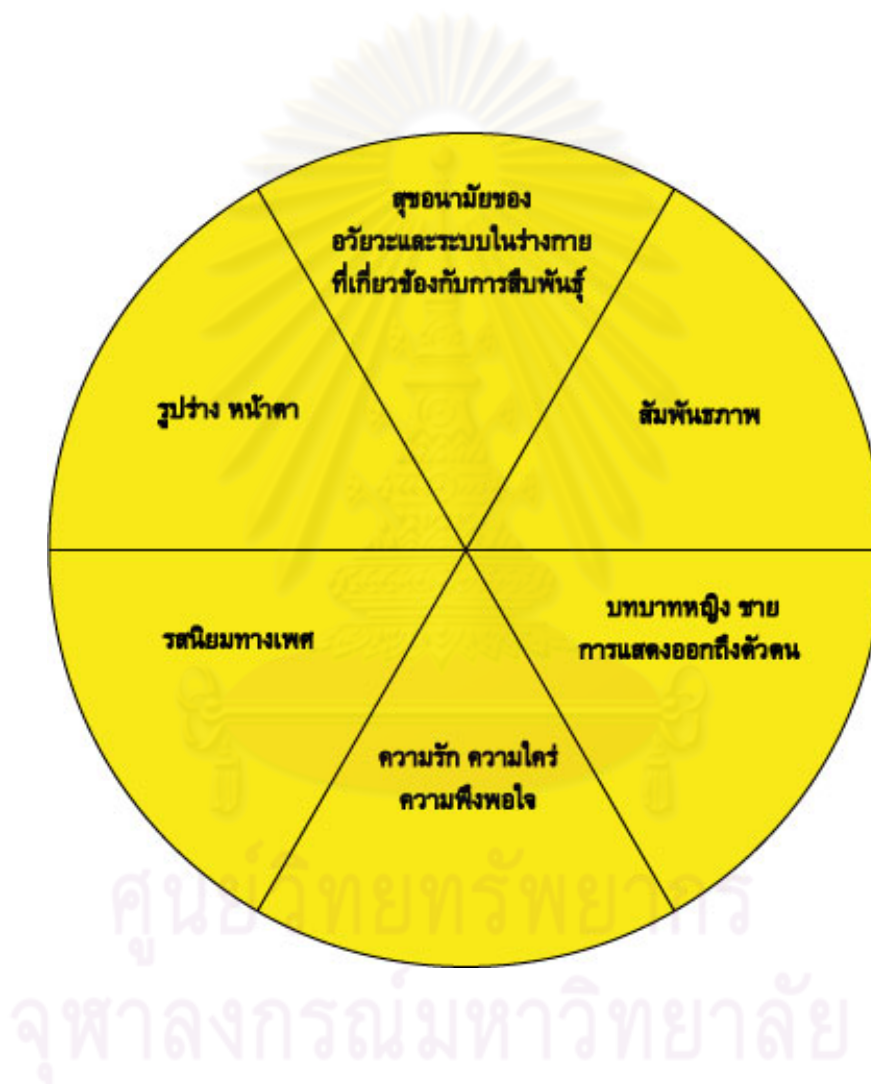 สุขอนามัยของ
อวัยวะและระบบในร่างกาย
ที่เกี่ยวข้องกับการสืบพันธุ์
รูปร่าง หน้าตา
สัมพันธภาพ
บทบาทหญิง ชาย
การแสดงออกถึงตัวตน
รสนิยมทางเพศ
ความรัก ความใคร่
ความพึงพอใจ
ศูนย์วิทยทรัพยากร
จุฬาลงกรณ์มหาวิทยาลัย